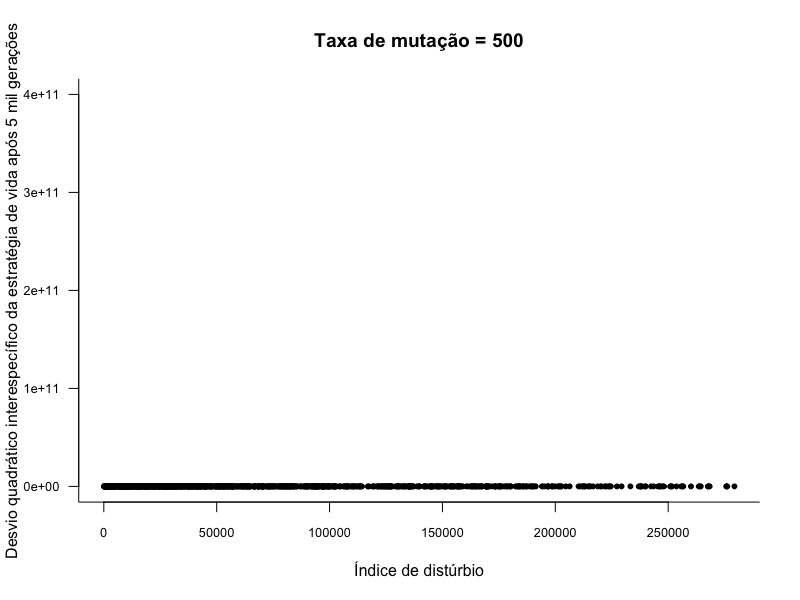 Taxa de mutação = 500
Desvio quadrático interespecífico da estratégia de vida após 5 mil gerações
4e+11
3e+11
2e+11
1e+11
0e+00
0
50000
100000
150000
200000
250000
Índice de distúrbio